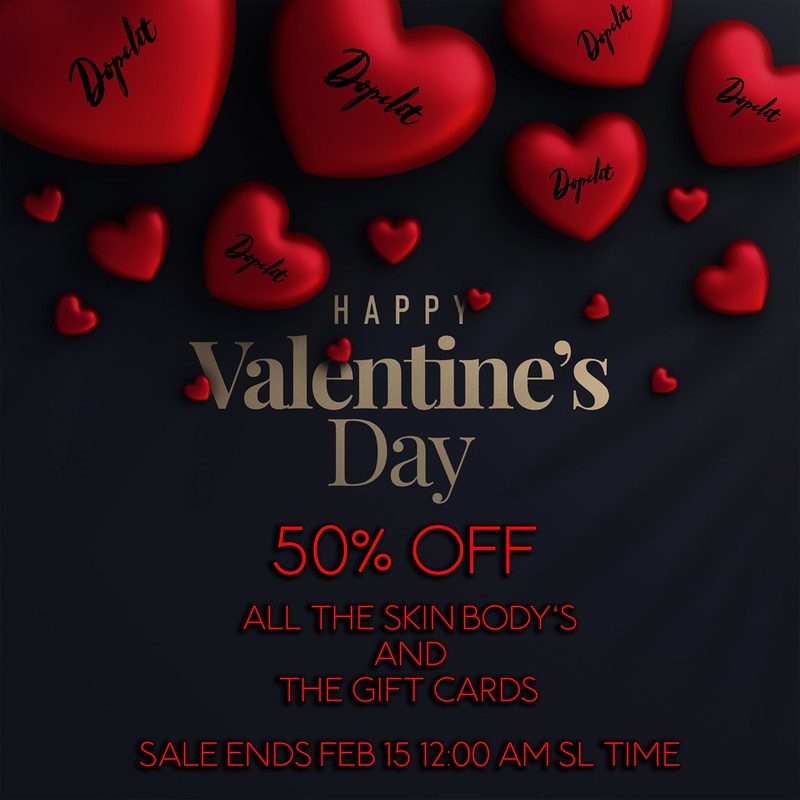 Dopelit
Dopelit
Dopelit
Dopelit
Dopelit
Dopelit
HAPPY
Valentine's
Day
50% OFF
ALL THE SKIN BODY'S
AND
THE GIFT CARDS
SALE ENDS FEB 15 12:00 AM SL TIME